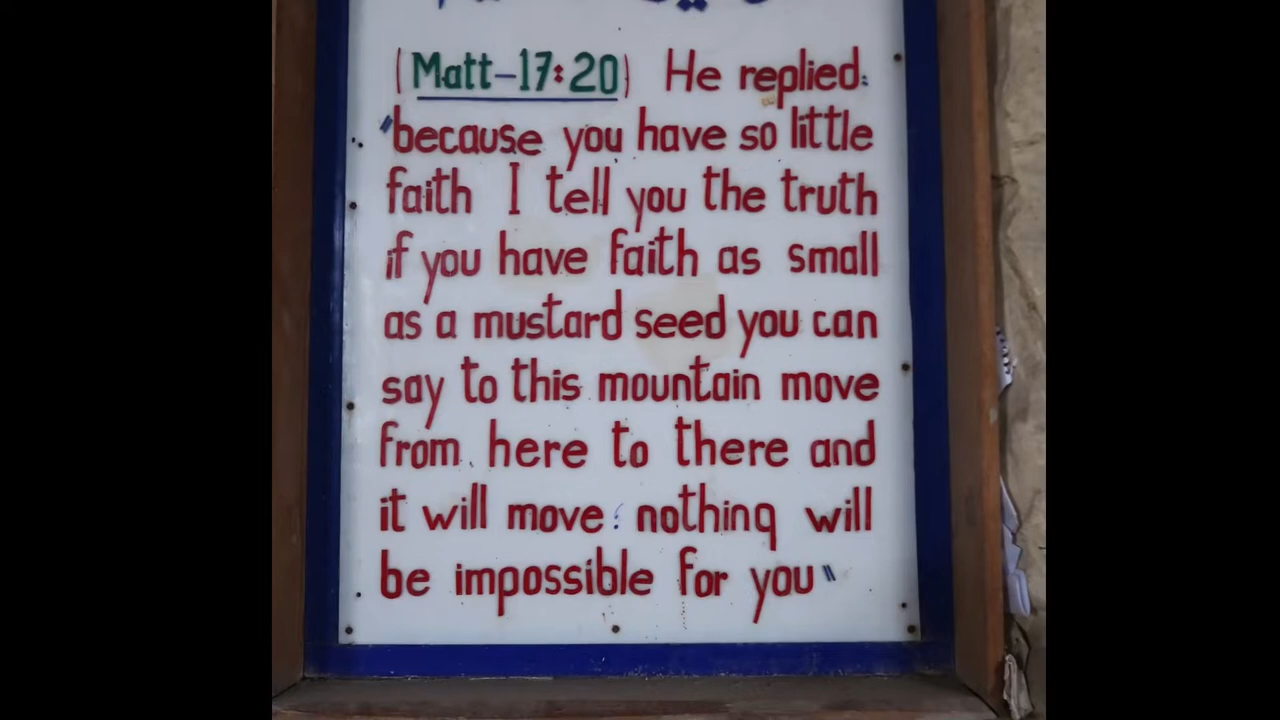 (Matt-17:20) He replied:
"because you have so little
faith I tell you the truth
if you have faith as small
as a mustard seed you can
say to this mountain move
from here to there and
it will move ; nothing will
be impossible for you"